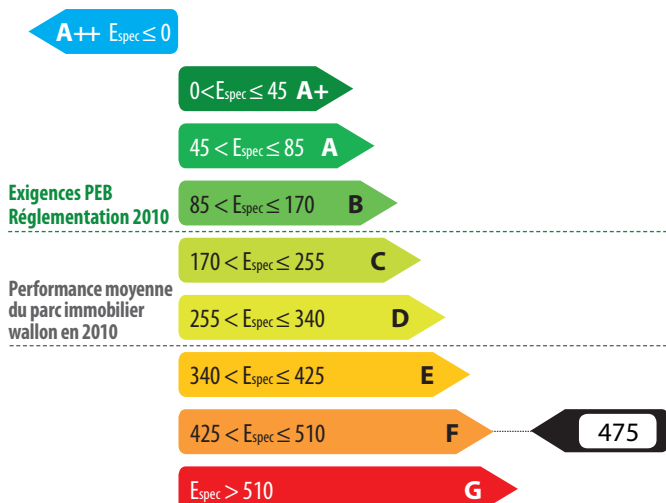 A++ Espec ≤ 0
0<Espec ≤ 45 A+
45 < Espec ≤ 85 A
Exigences PEB
Réglementation 2010
85 < Espec ≤ 170 B
170 < Espec ≤ 255 C
Performance moyenne
du parc immobilier
wallon en 2010
255 < Espec ≤ 340 D
340 < Espec ≤ 425 E
425 < Espec ≤ 510 F
475
Espec > 510 G